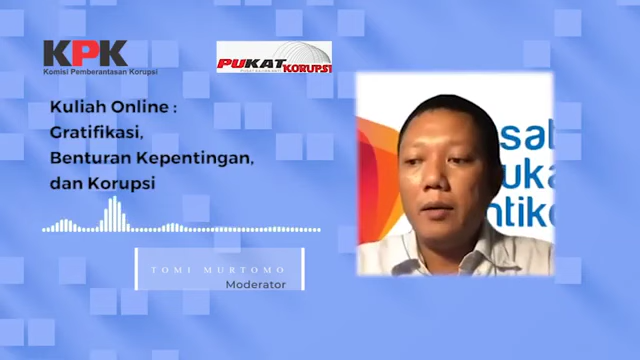 KPK
Komisi Pemberantasan Korupsi
PUKAT
KORUPSI
Kuliah Online :
Gratifikasi,
Benturan Kepentingan,
dan Korupsi
TOMI MURTOMO
Moderator